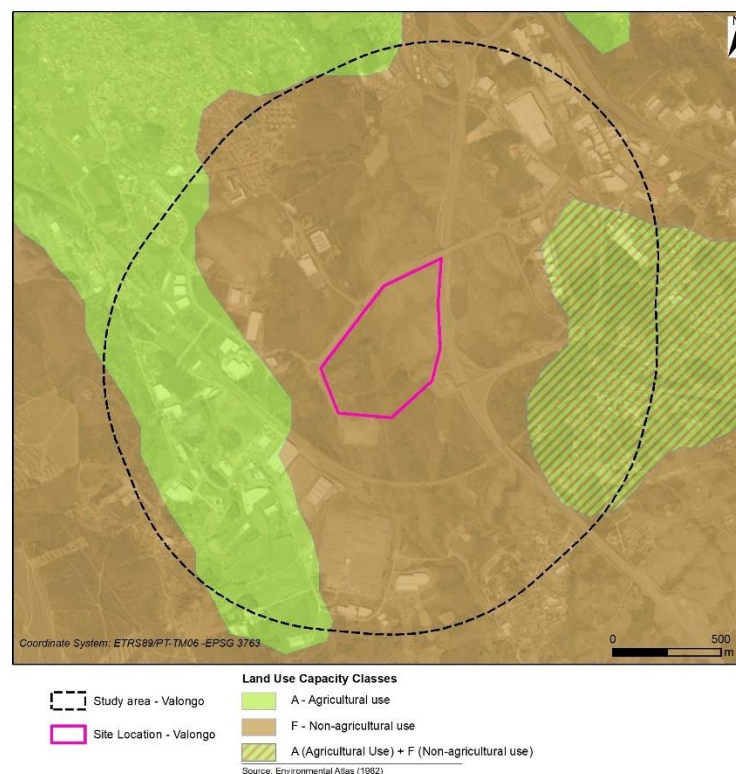 N
Coordinate System: ETRS89/PT-TM06 -EPSG 3763
0 500
m
Land Use Capacity Classes
Study area - Valongo
A - Agricultural use
Site Location - Valongo
F - Non-agricultural use
A (Agricultural Use) + F (Non-agricultural use)
Source: Environmental Atlas (1982)